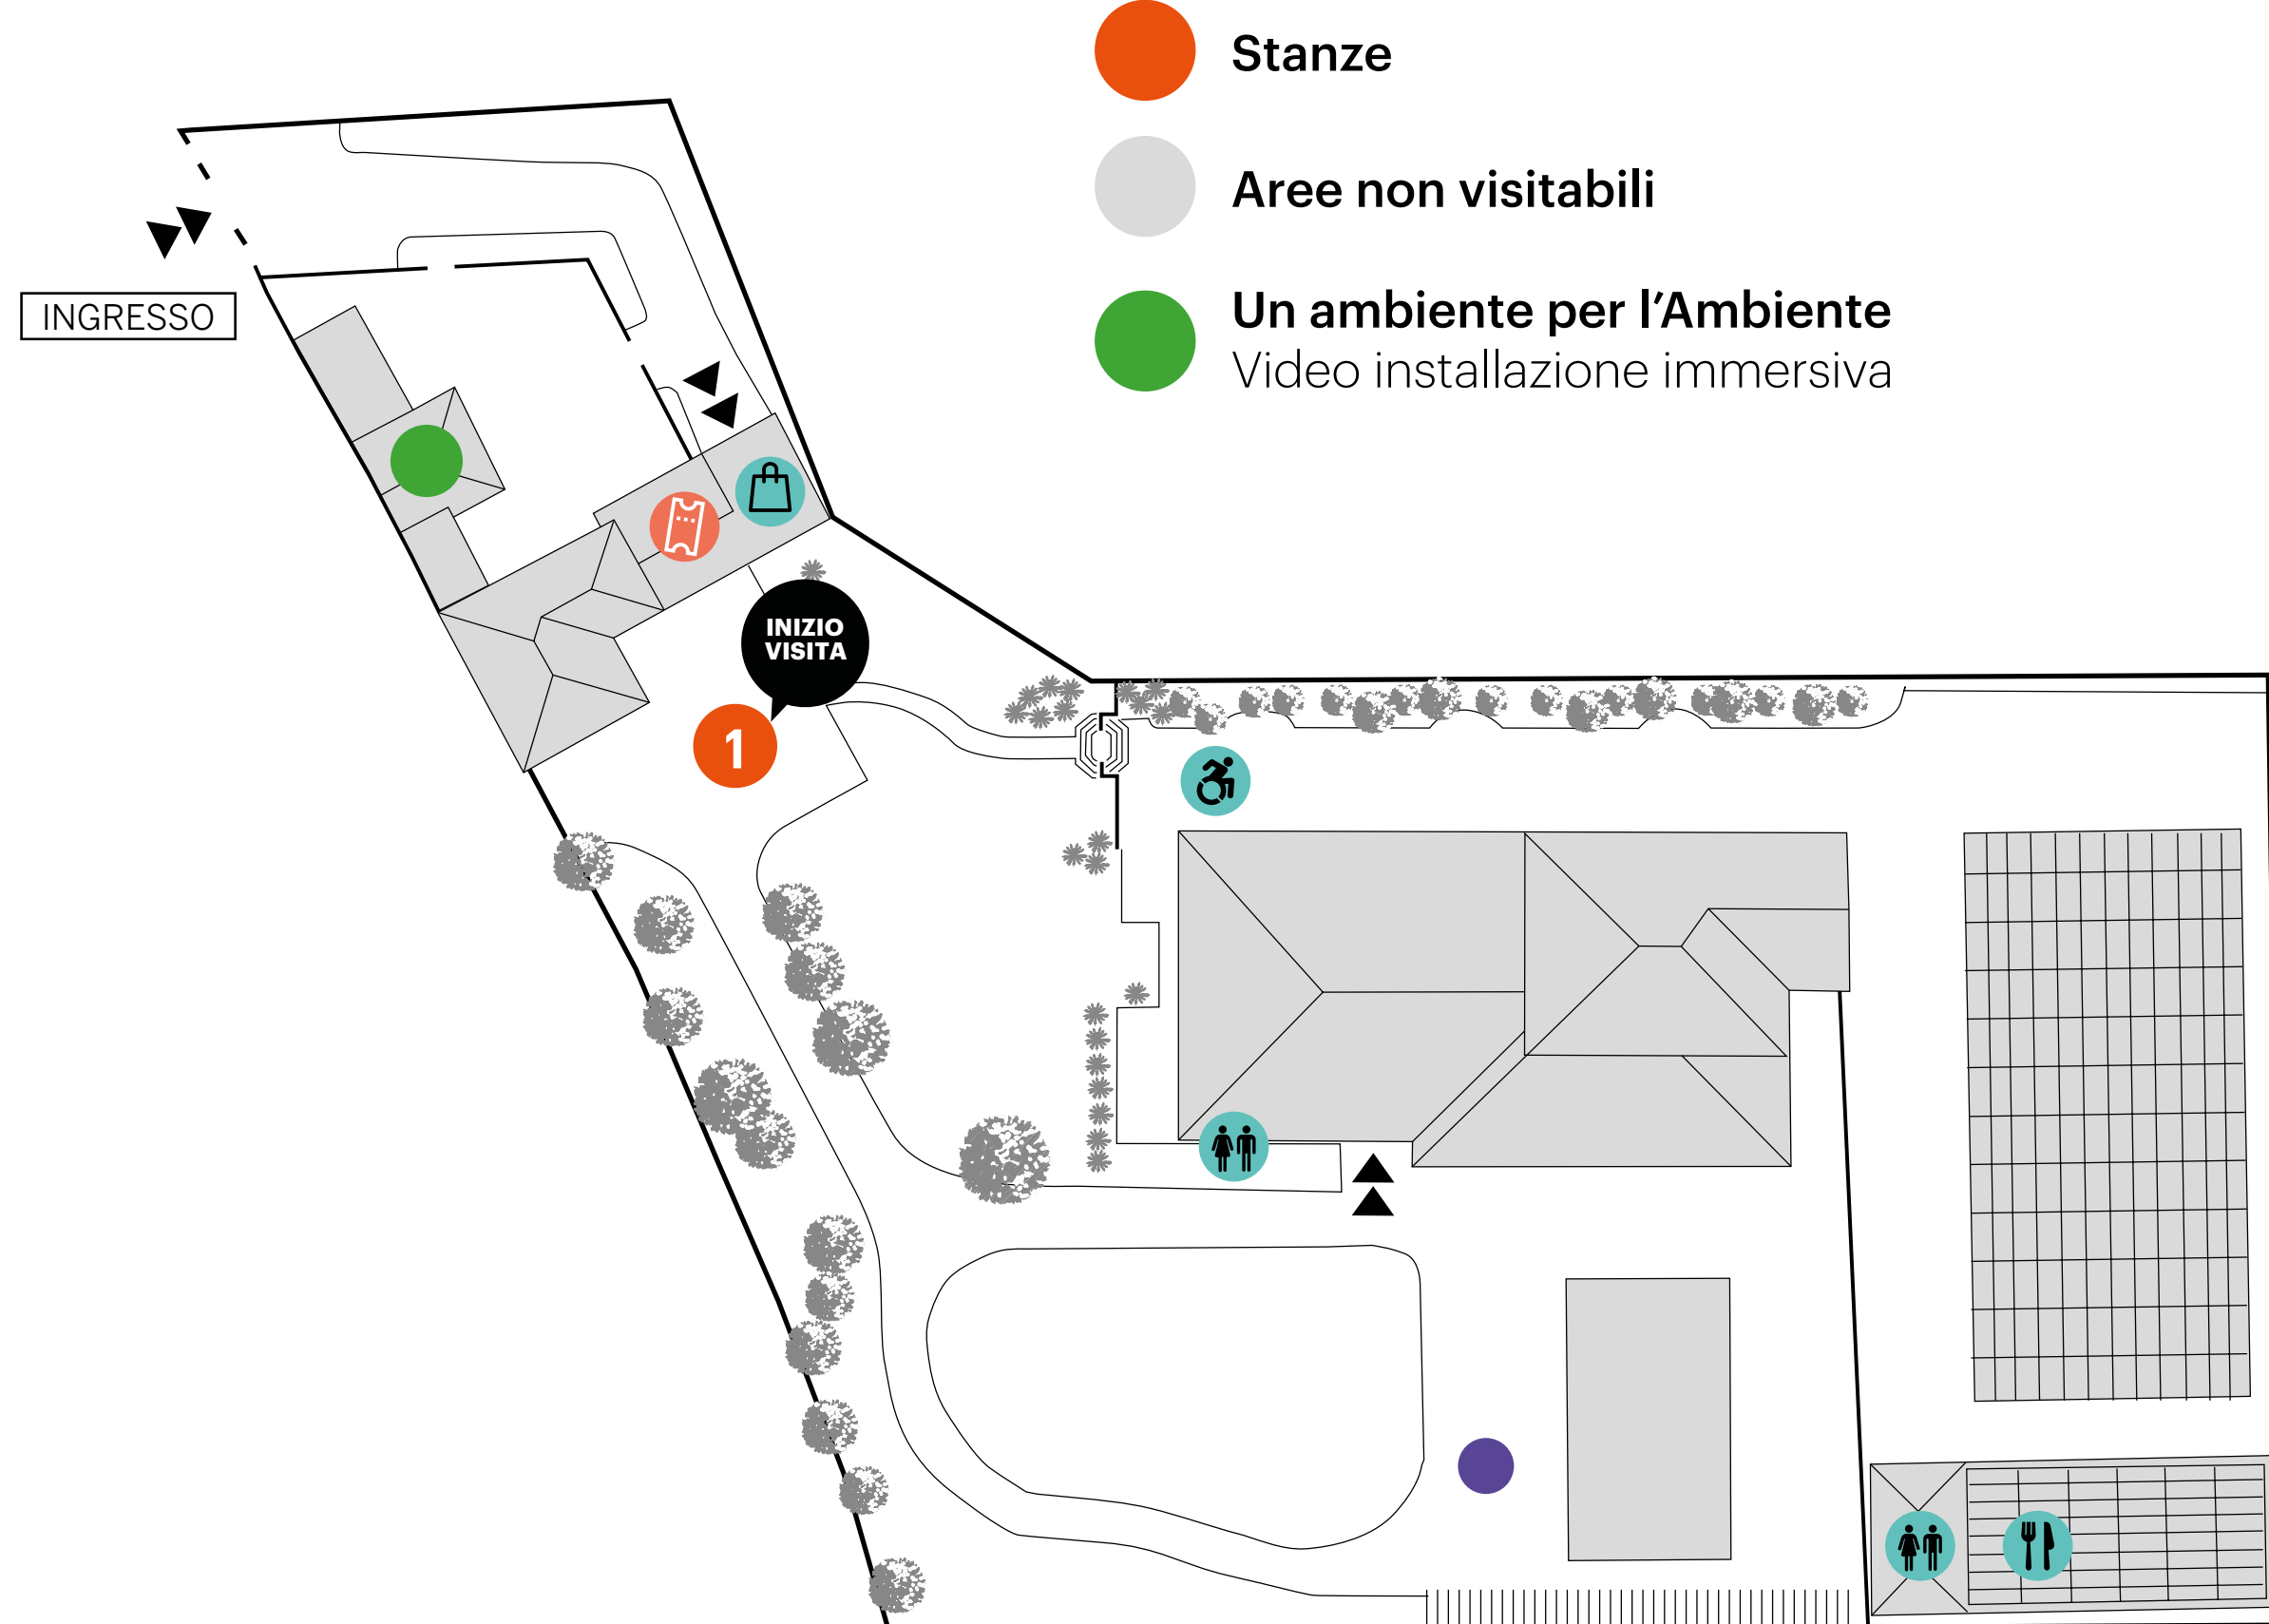 Stanze
Aree non visitabili
Un ambiente per l'Ambiente
Video installazione immersiva
INGRESSO
INIZIO
VISITA
1